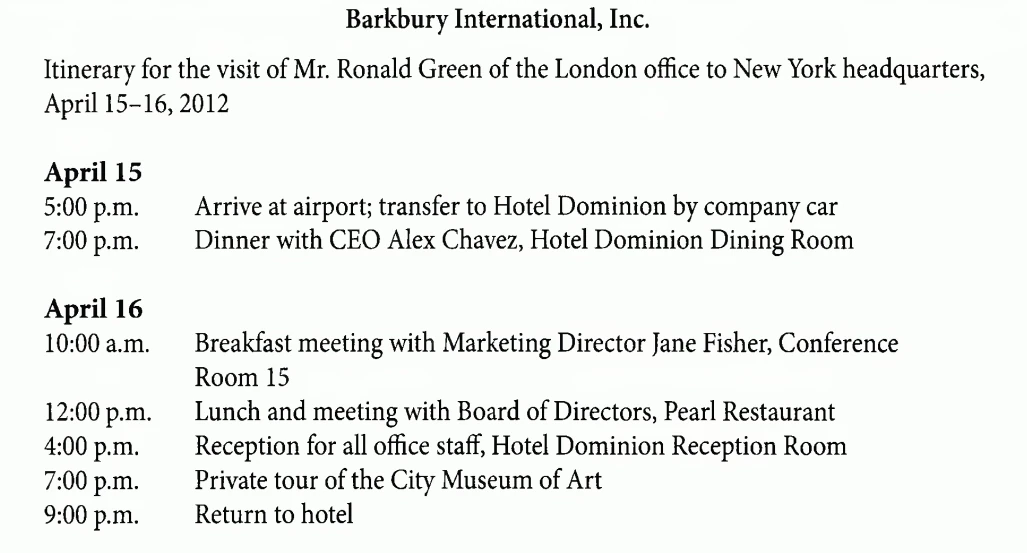 Barkbury International, Inc.
Itinerary for the visit of Mr. Ronald Green of the London office to New York headquarters,
April 15–16, 2012
April 15
5:00 p.m. Arrive at airport; transfer to Hotel Dominion by company car
7:00 p.m. Dinner with CEO Alex Chavez, Hotel Dominion Dining Room
April 16
10:00 a.m. Breakfast meeting with Marketing Director Jane Fisher, Conference
Room 15
12:00 p.m. Lunch and meeting with Board of Directors, Pearl Restaurant
4:00 p.m. Reception for all office staff, Hotel Dominion Reception Room
7:00 p.m. Private tour of the City Museum of Art
9:00 p.m. Return to hotel